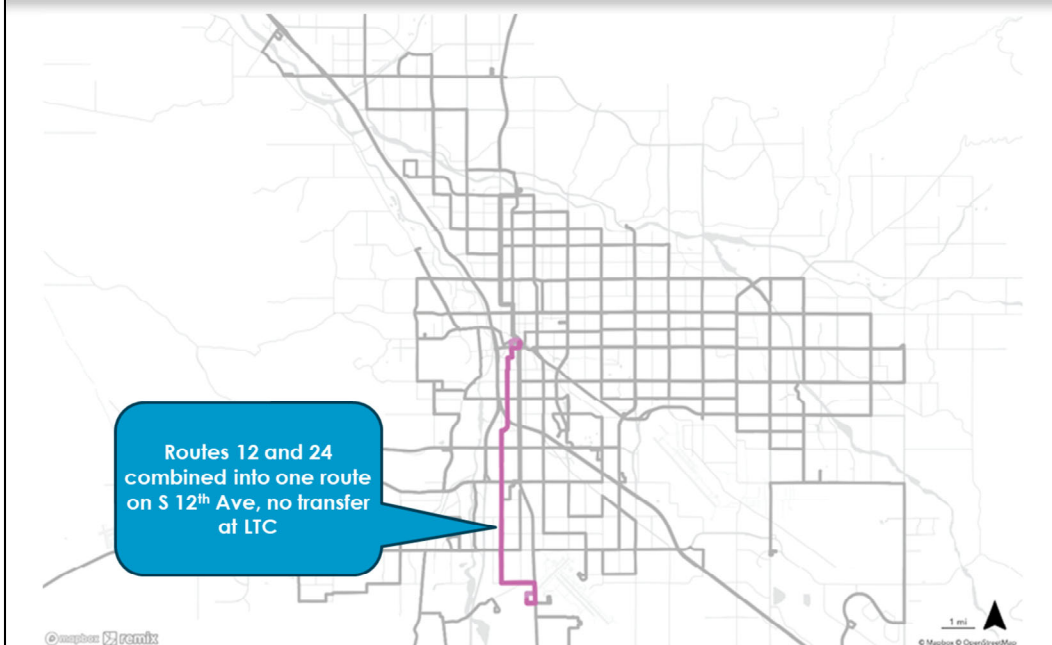 Routes 12 and 24
combined into one route
on S 12th Ave, no transfer
at LTC
1 mi
mapbox remix
© Mapbox © OpenStreetMap